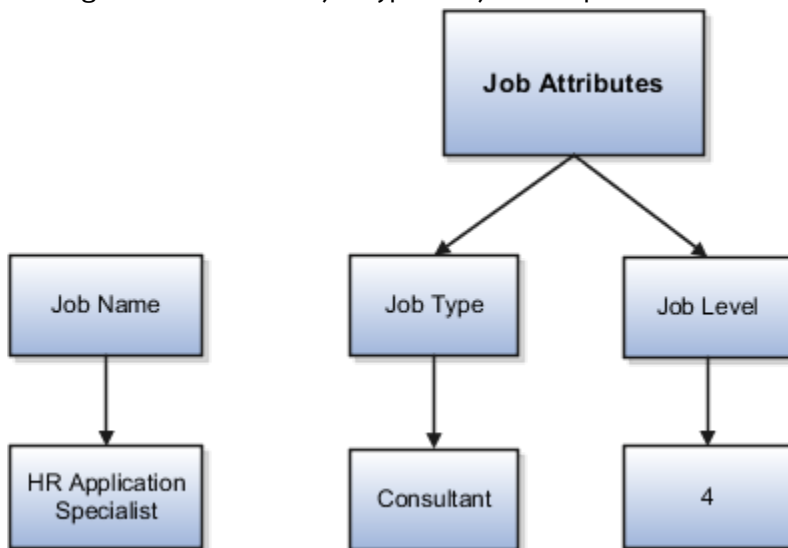 Job Attributes
Job Name
Job Type
Job Level
HR Application
Specialist
Consultant
4